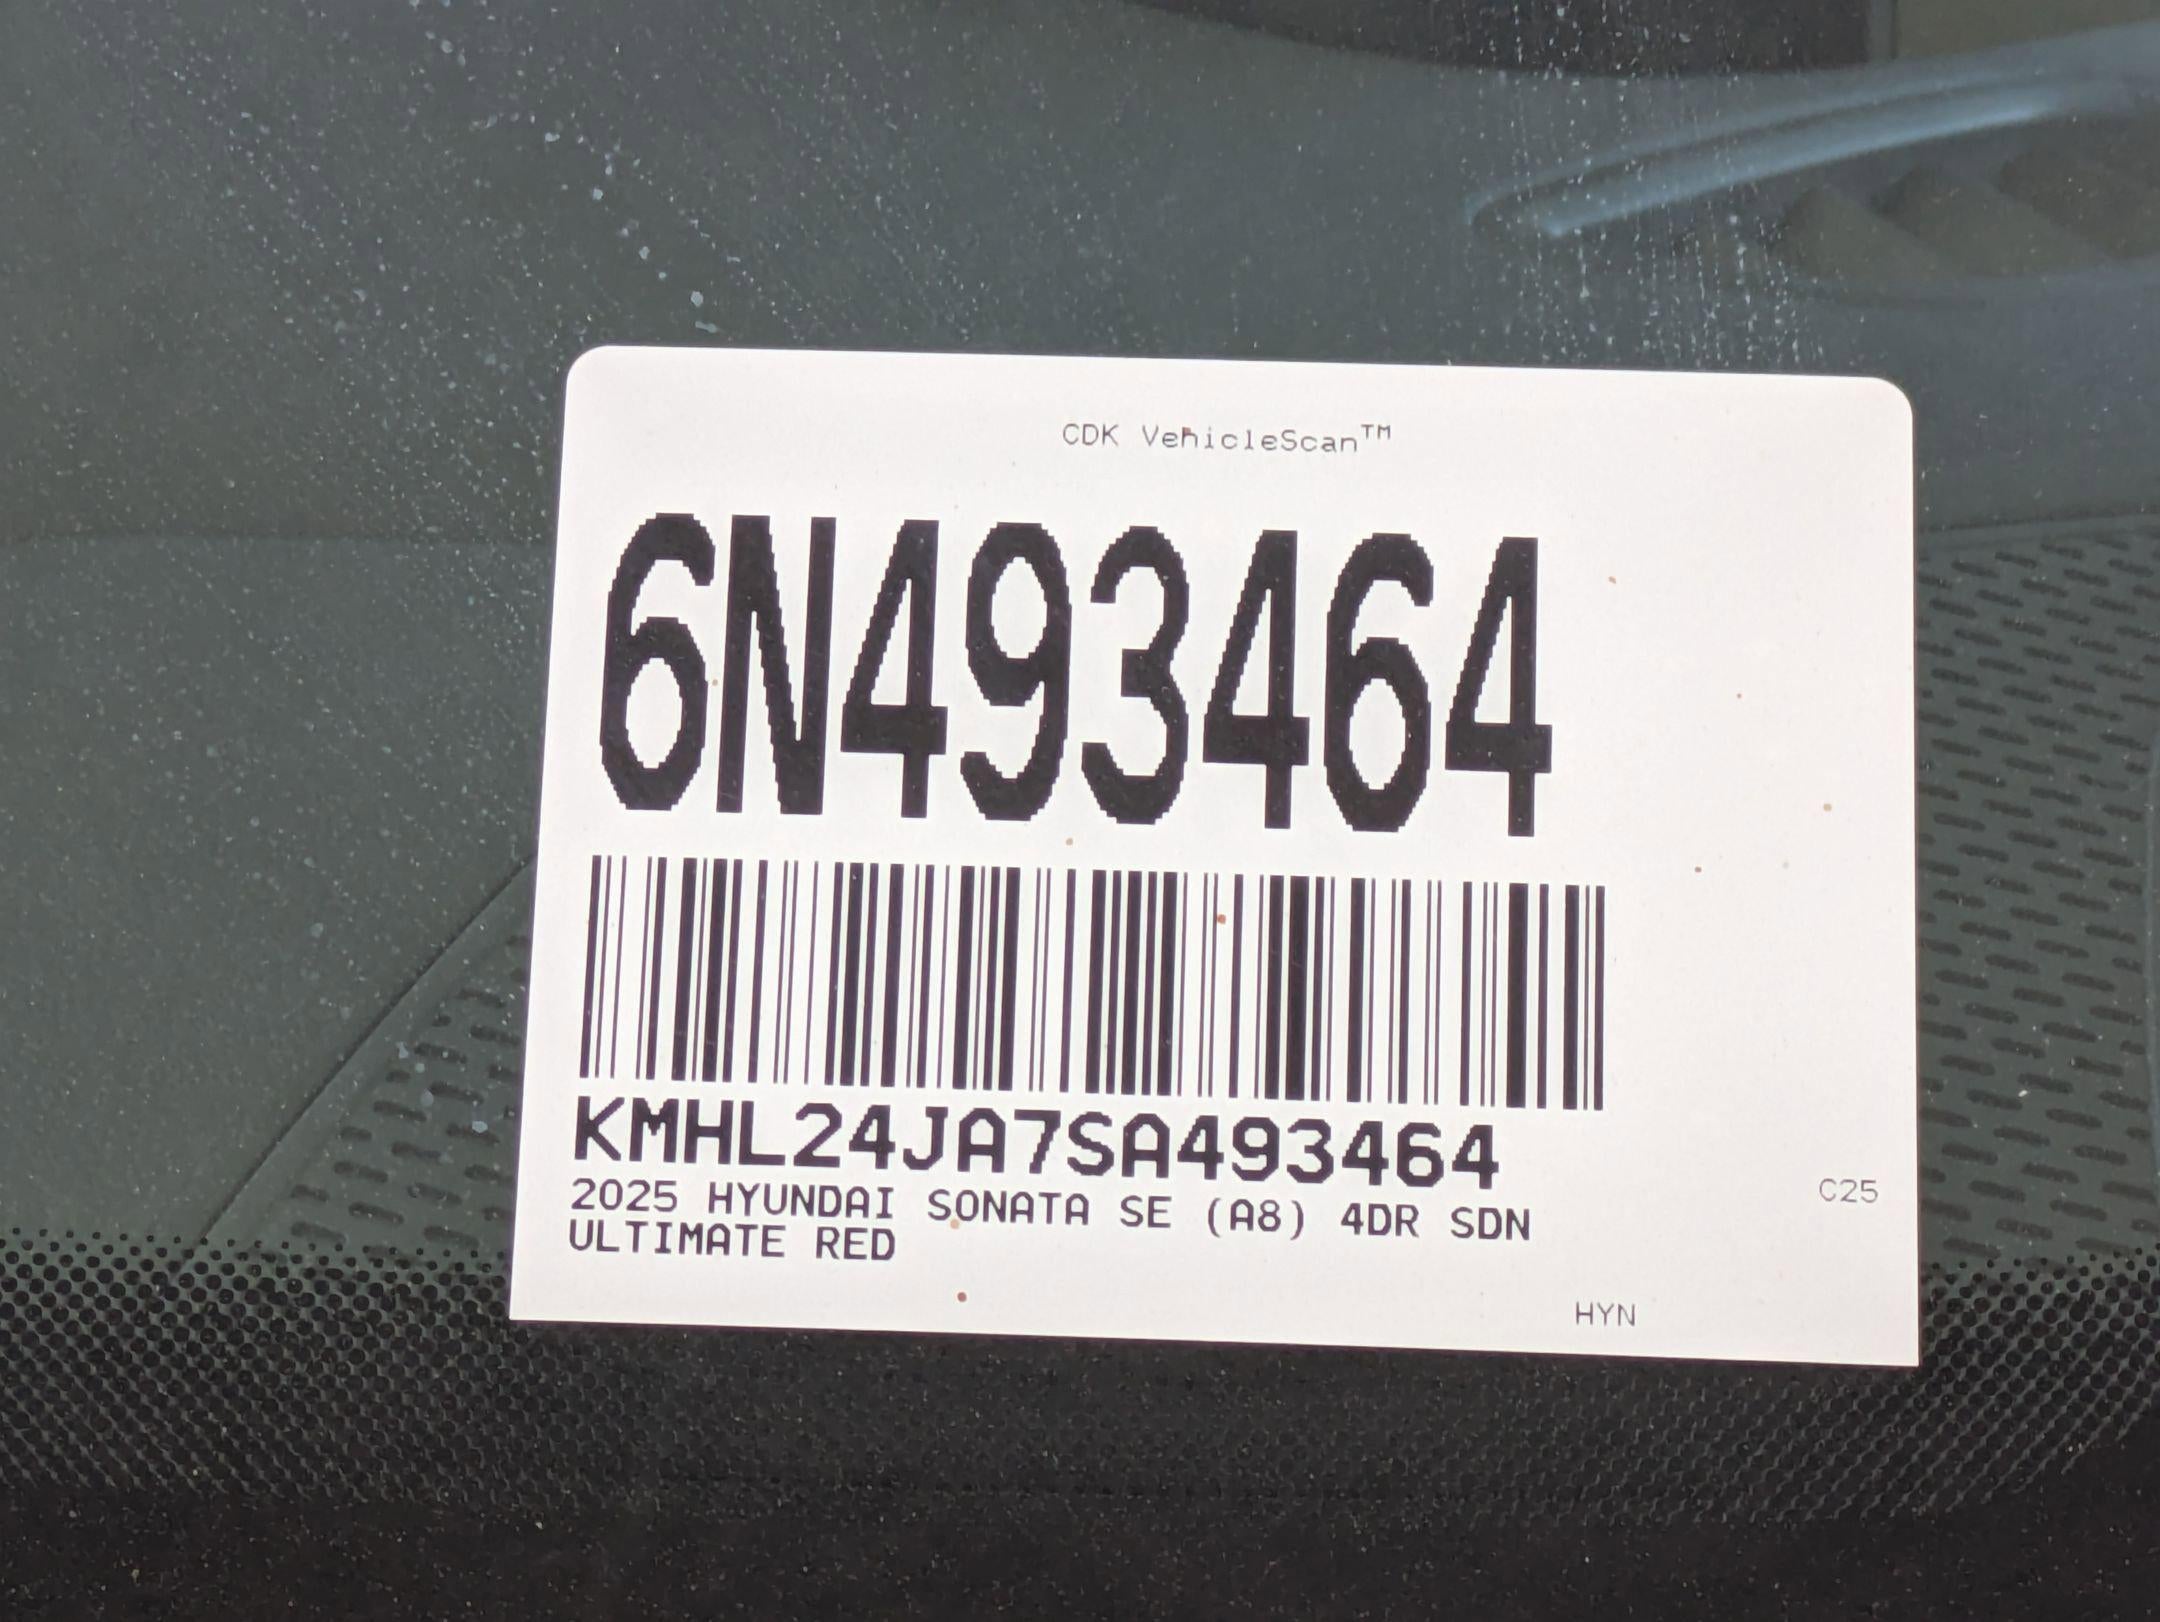 CDK VehicleScan™
6N493464
KMHL24JA7SA493464
2025 HYUNDAI SONATA SE (A8) 4DR SDN
C25
ULTIMATE RED
HYN